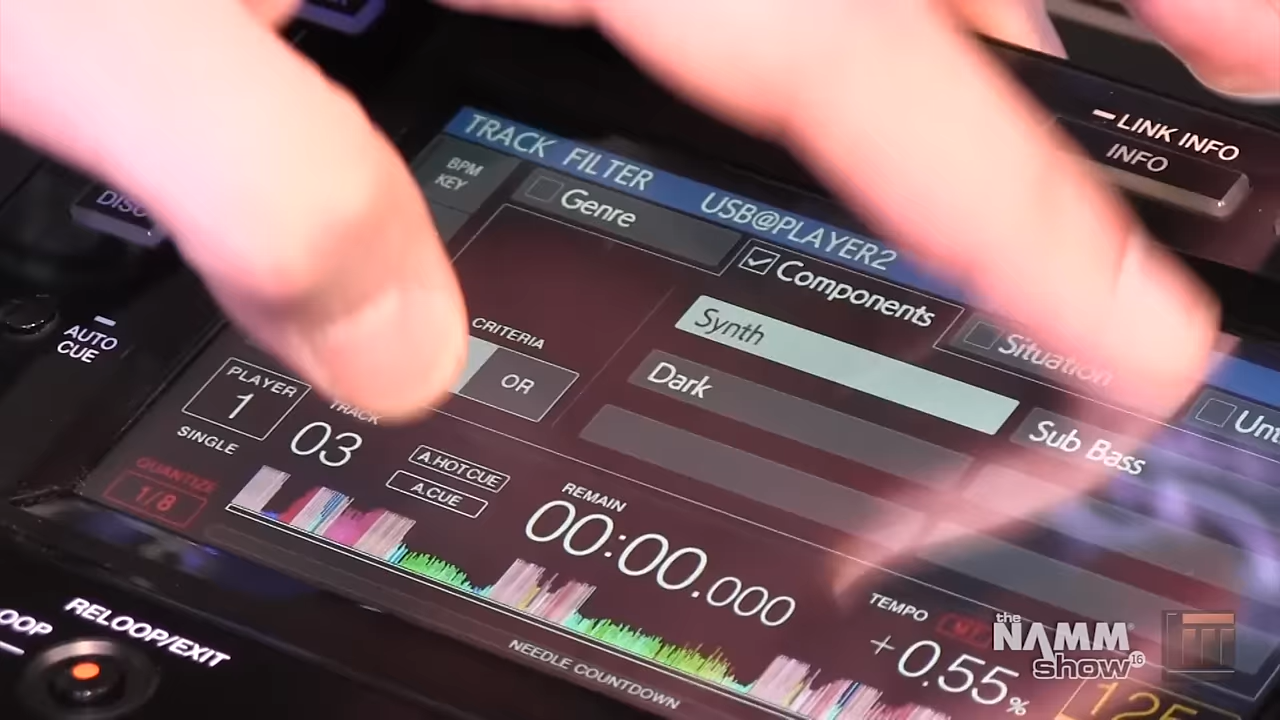 LINK INFO
INFO
TRACK FILTER USB@PLAYER2
BPM
KEY
Genre
Components
Situation
Synth
Dark
Sub Bass
CRITERIA
OR
AUTO
CUE
PLAYER
1
SINGLE
TRACK
03
QUANTIZE
1/8
A.HOTCUE
A.CUE
REMAIN
00:00.000
TEMPO
+0.55%
NEEDLE COUNTDOWN
RELOOP/EXIT
the
NAMM
show 16